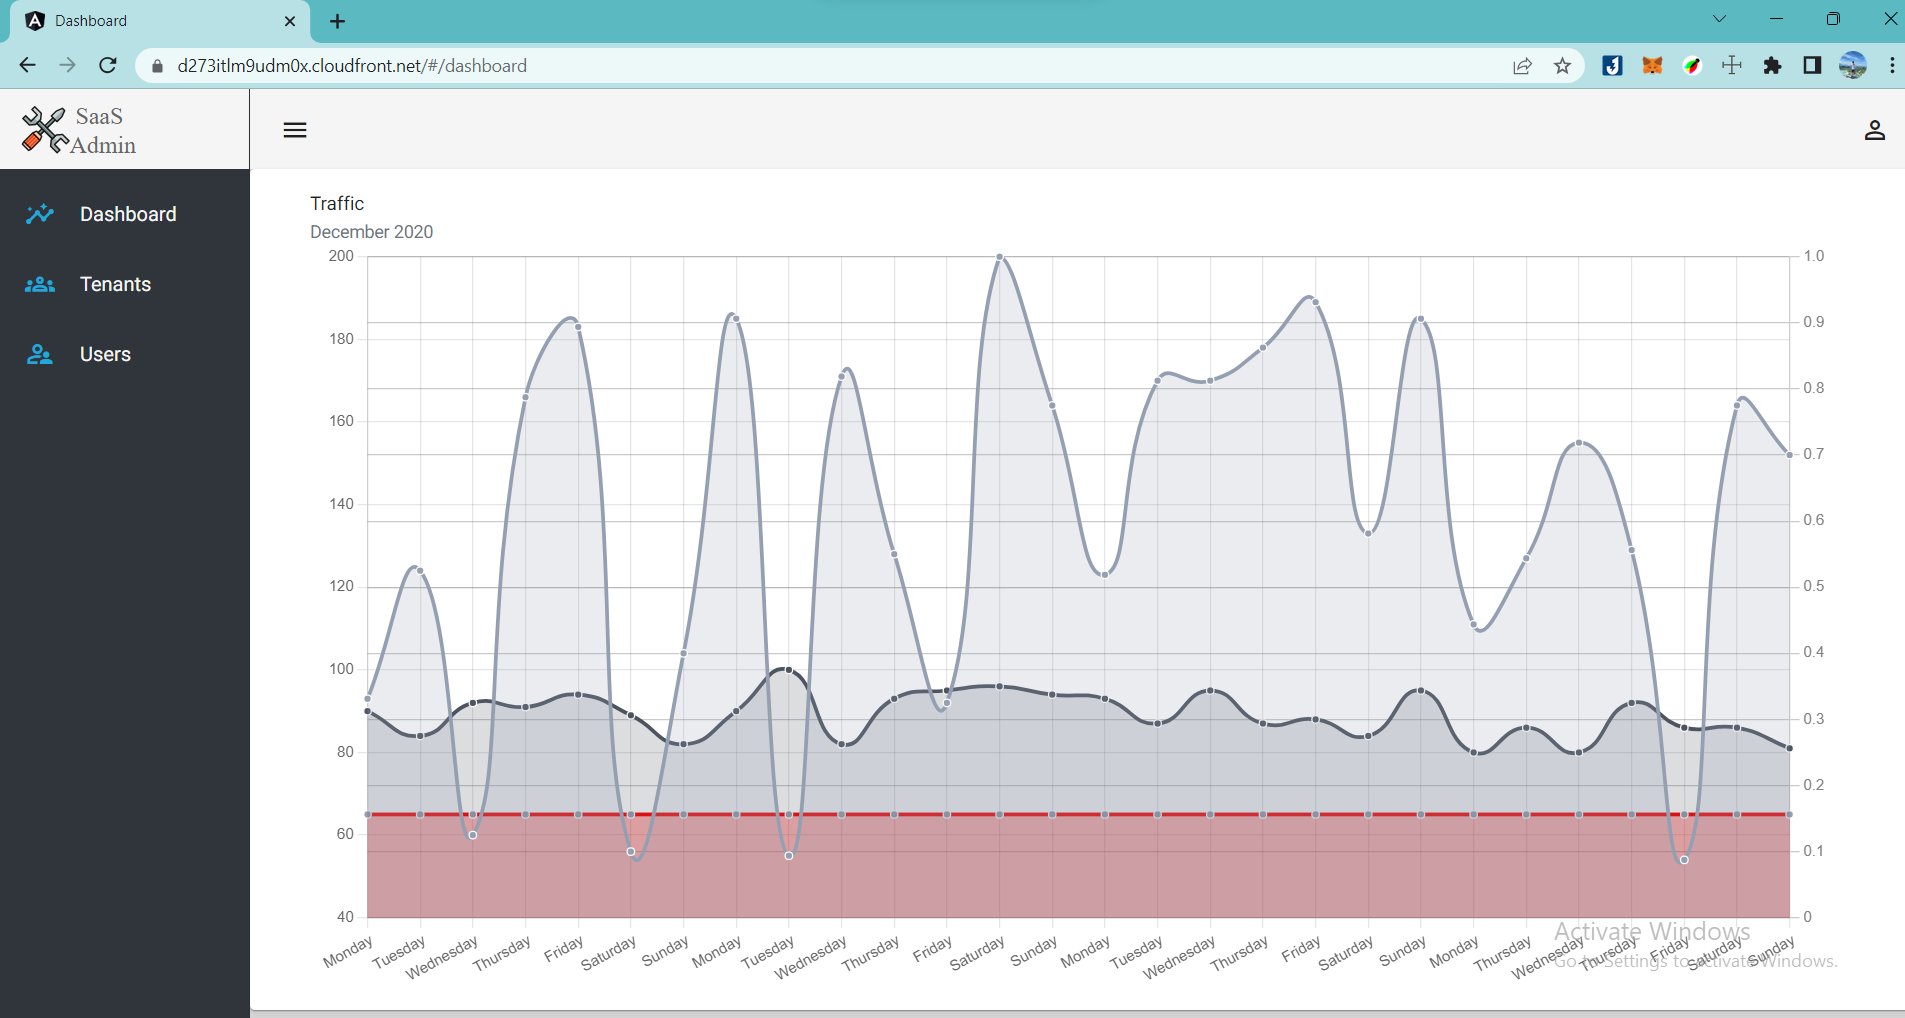 Dashboard
d273itlm9udm0x.cloudfront.net/#/dashboard
SaaS
Admin
Dashboard
Tenants
Users
Traffic
December 2020
200
180
160
140
120
100
80
60
40
1.0
0.9
0.8
0.7
0.6
0.5
0.4
0.3
0.2
0.1
0
Monday Tuesday Wednesday Thursday Friday Saturday Sunday Monday Tuesday Wednesday Thursday Friday Saturday Sunday Monday Tuesday Wednesday Thursday Friday Saturday Sunday Monday Thursday Wednesday Thursday Friday Saturday Sunday
Activate Windows
Go to Settings to activate Windows.